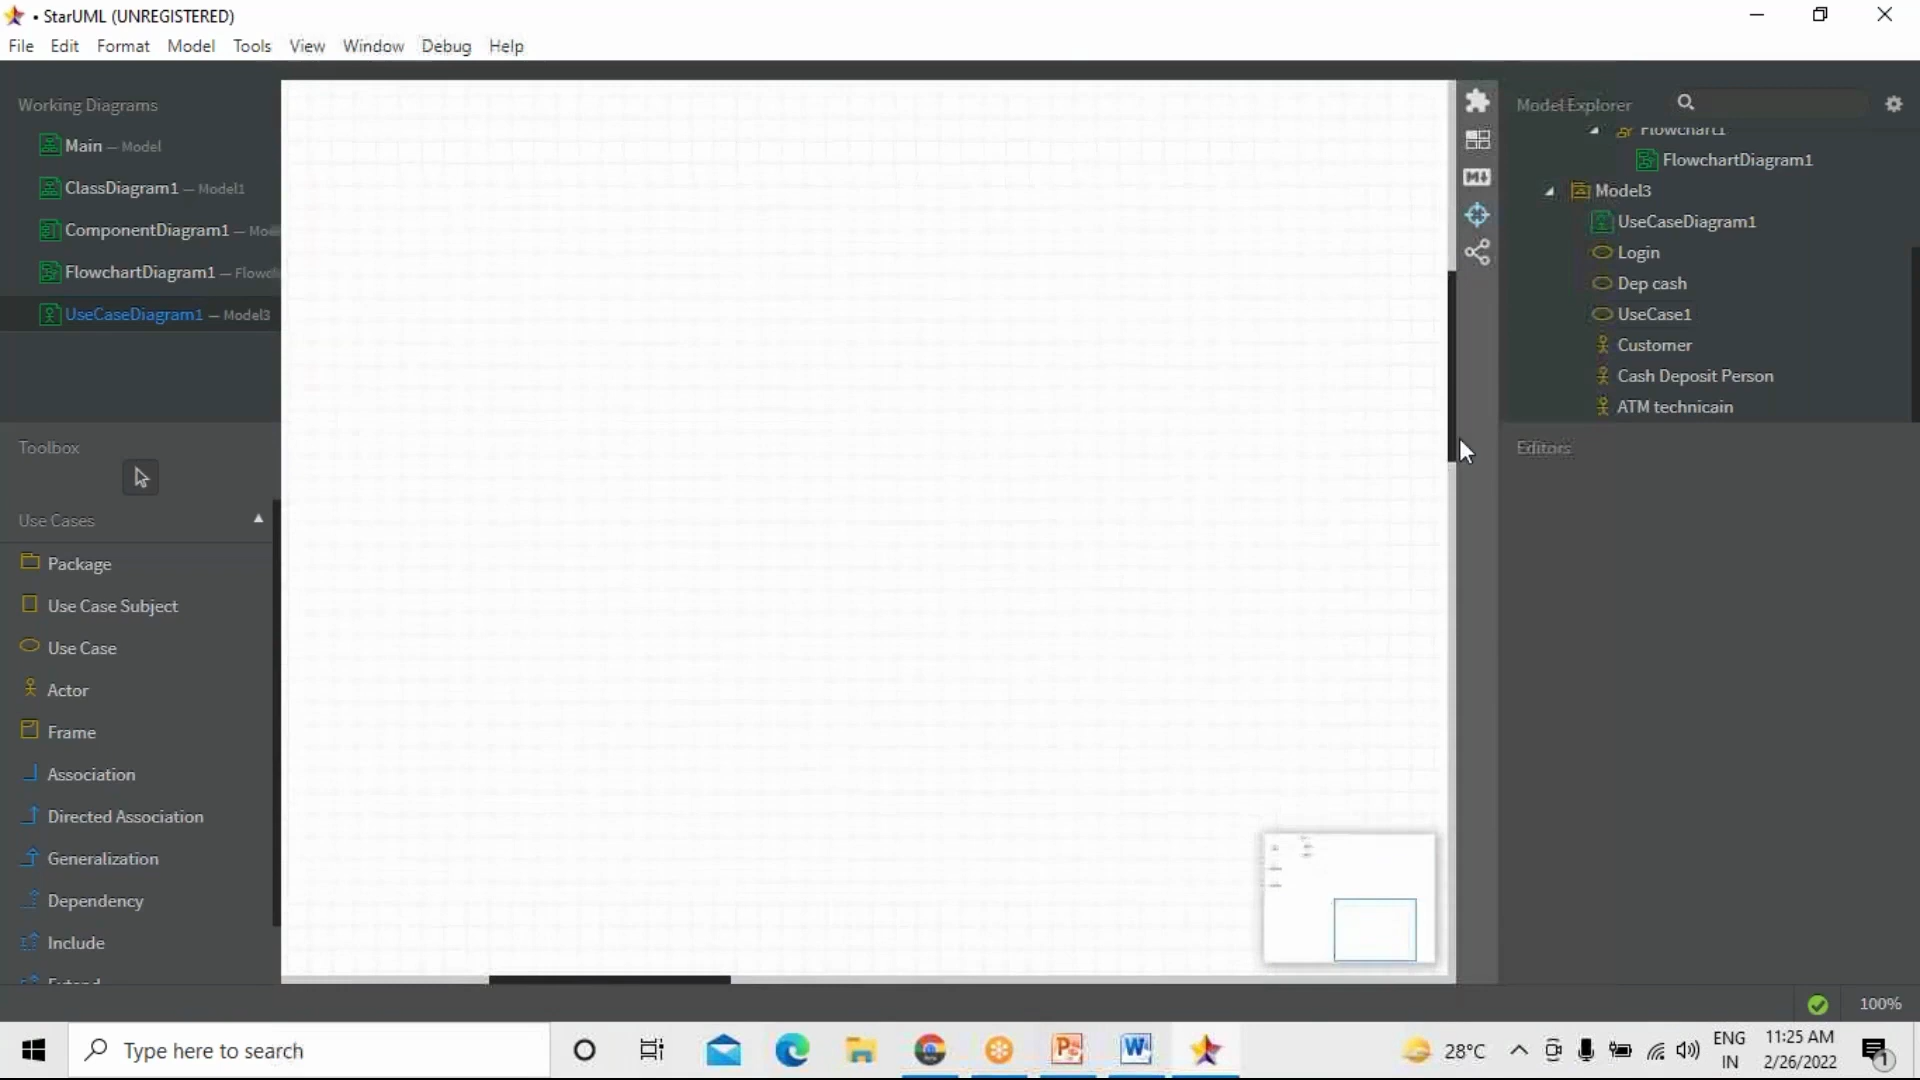 • StarUML (UNREGISTERED)
File Edit Format Model Tools View Window Debug Help
Working Diagrams
Main — Model
ClassDiagram1 — Model1
ComponentDiagram1 —
FlowchartDiagram1 —
UseCaseDiagram1 — Model3
Toolbox
Use Cases
Package
Use Case Subject
Use Case
Actor
Frame
Association
Directed Association
Generalization
Dependency
Include
Extend
M
Model Explorer
Flowchart1
FlowchartDiagram1
Model3
UseCaseDiagram1
Login
Dep cash
UseCase1
Customer
Cash Deposit Person
ATM technicain
Editors
100%
Type here to search
28°C
ENG
IN
11:25 AM
2/26/2022
1